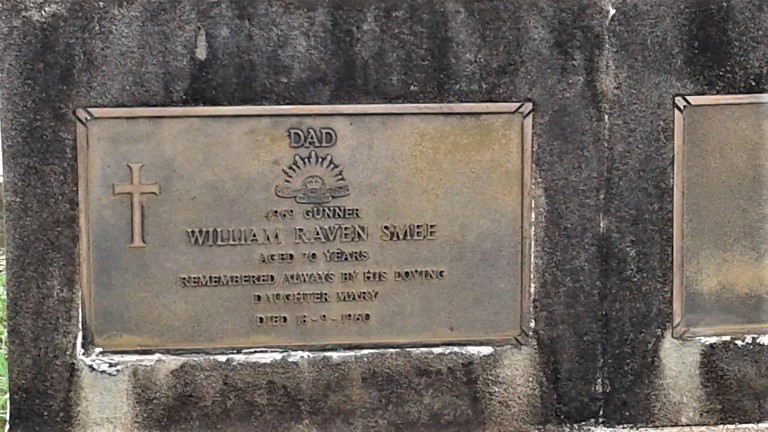 DAD
4969 GUNNER
WILLIAM RAVEN SMEE
AGED 70 YEARS
REMEMBERED ALWAYS BY HIS LOVING
DAUGHTER MARY
DIED 18-9-1960